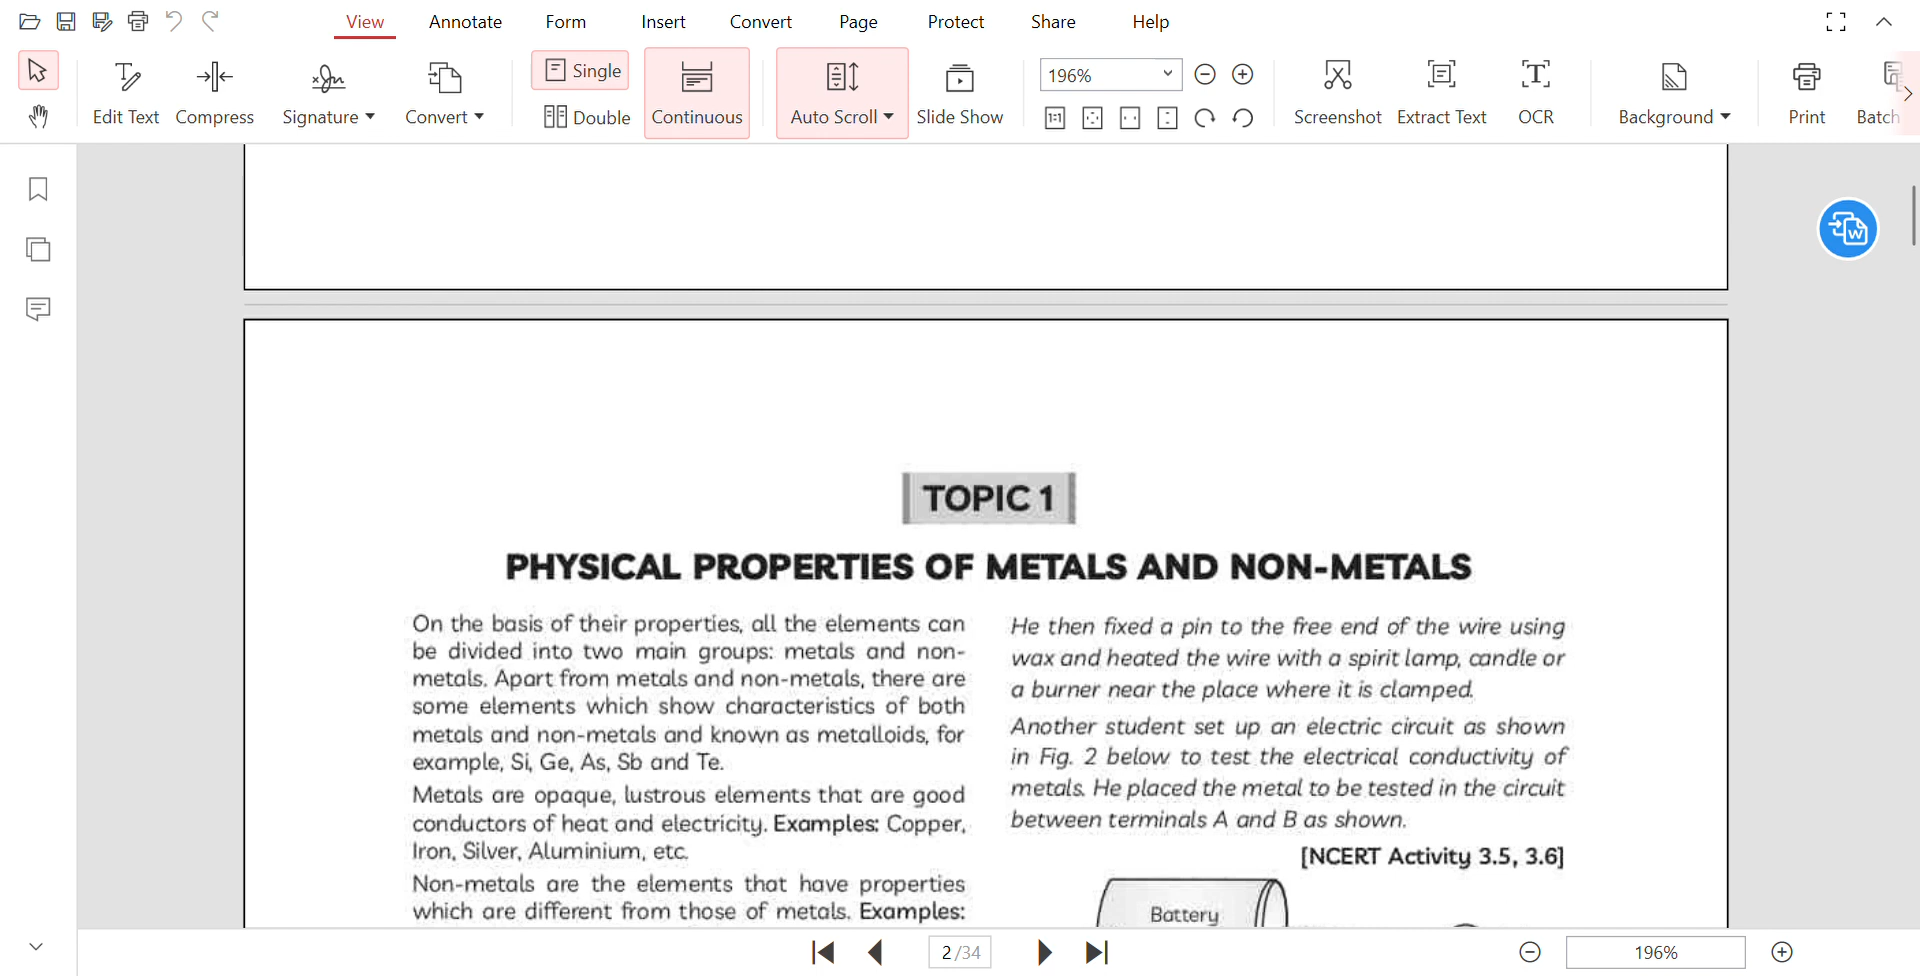 View Annotate Form Insert Convert Page Protect Share Help
Edit Text Compress Signature Convert Single Double Continuous Auto Scroll Slide Show 196% 1:1 Screenshot Extract Text OCR Background Print Batch
W
TOPIC 1
PHYSICAL PROPERTIES OF METALS AND NON-METALS
On the basis of their properties, all the elements can
be divided into two main groups: metals and non-
metals. Apart from metals and non-metals, there are
some elements which show characteristics of both
metals and non-metals and known as metalloids, for
example, Si, Ge, As, Sb and Te.
Metals are opaque, lustrous elements that are good
conductors of heat and electricity. Examples: Copper,
Iron, Silver, Aluminium, etc.
Non-metals are the elements that have properties
which are different from those of metals. Examples:
He then fixed a pin to the free end of the wire using
wax and heated the wire with a spirit lamp, candle or
a burner near the place where it is clamped.
Another student set up an electric circuit as shown
in Fig. 2 below to test the electrical conductivity of
metals. He placed the metal to be tested in the circuit
between terminals A and B as shown.
[NCERT Activity 3.5, 3.6]
Battery
2 /34
196%